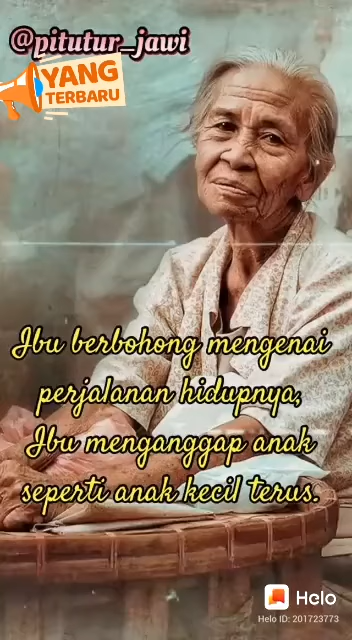 @pitutur_jawi
YANG
TERBARU
Ibu berbohong mengenai
perjalanan hidupnya,
Ibu menganggap anak
seperti anak kecil terus.
Helo
Helo ID: 201723773